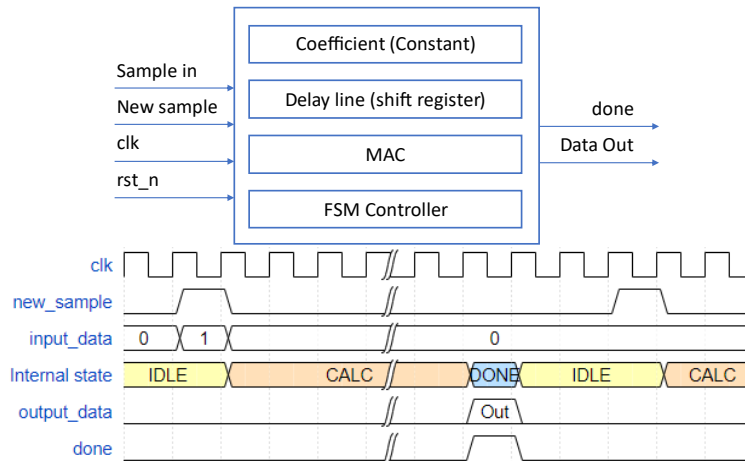 Coefficient (Constant)
Sample in
Delay line (shift register)
New sample
done
clk
MAC
Data Out
rst_n
FSM Controller
clk
new_sample
input_data 0 1 0
Internal state IDLE CALC DONE IDLE CALC
output_data Out
done